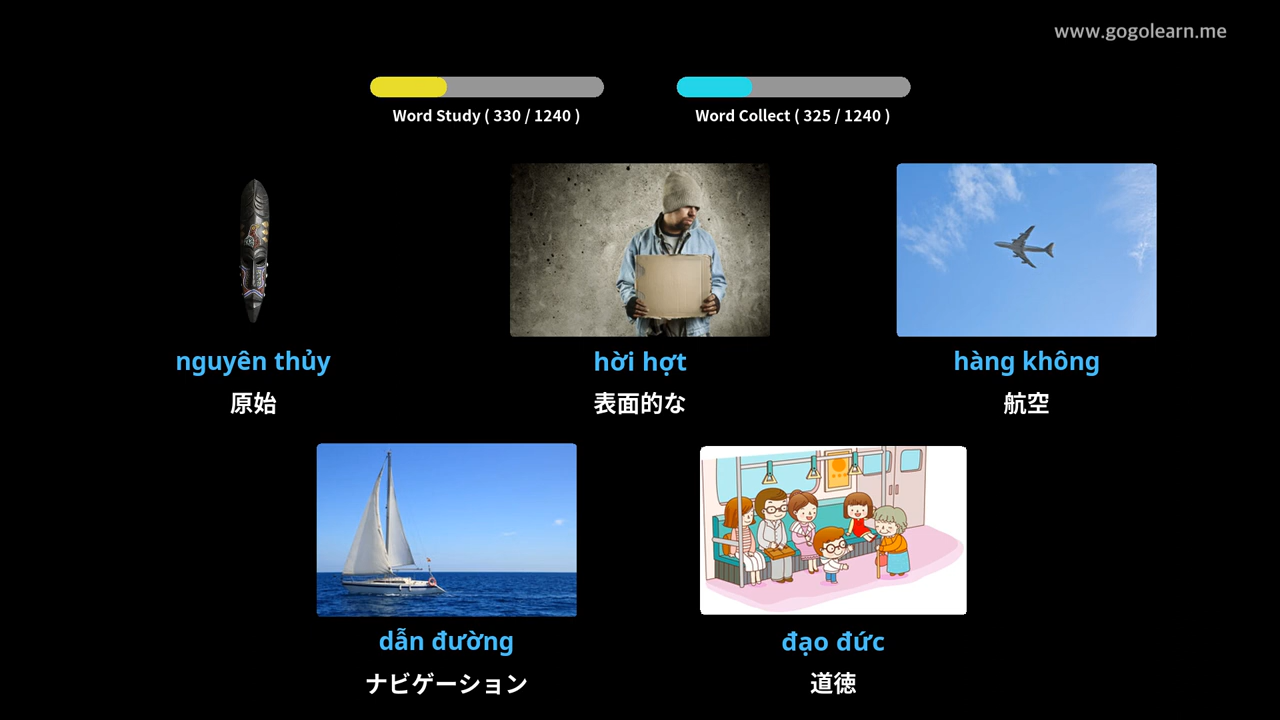 www.gogolearn.me
Word Study ( 330 / 1240 )
Word Collect ( 325 / 1240 )
nguyên thủy
原始
hời hợt
表面的な
hàng không
航空
dẫn đường
ナビゲーション
đạo đức
道徳